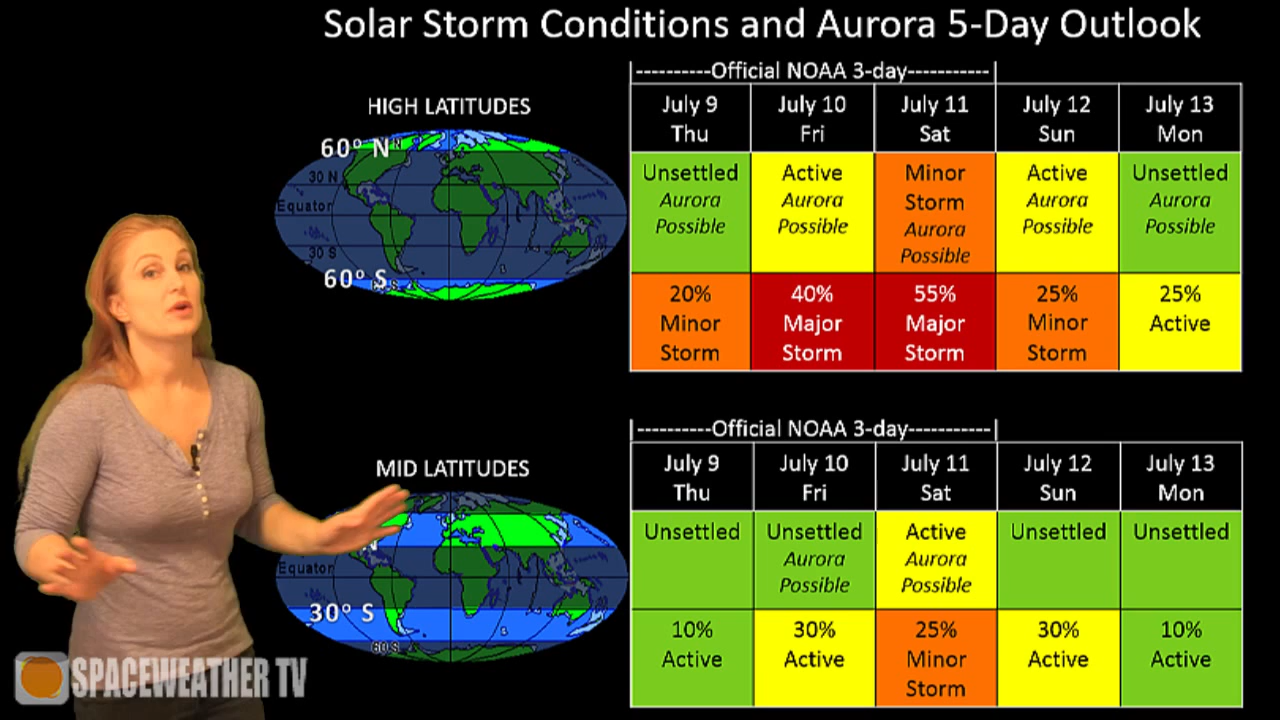 Solar Storm Conditions and Aurora 5-Day Outlook
|----------Official NOAA 3-day-----------|
HIGH LATITUDES
July 9 July 10 July 11 July 12 July 13
Thu Fri Sat Sun Mon
60° N N
30 N
Equator
30 S
60° S
Unsettled Active Minor Active Unsettled
Aurora Aurora Storm Aurora Aurora
Possible Possible Aurora Possible Possible
Possible
20% 40% 55% 25% 25%
Minor Major Major Minor Active
Storm Storm Storm Storm
|----------Official NOAA 3-day-----------|
MID LATITUDES
July 9 July 10 July 11 July 12 July 13
Thu Fri Sat Sun Mon
N
Equator
30° S
60 S
Unsettled Unsettled Active Unsettled Unsettled
Aurora Aurora
Possible Possible
10% 30% 25% 30% 10%
Active Active Minor Active Active
Storm
SPACEWEATHER TV